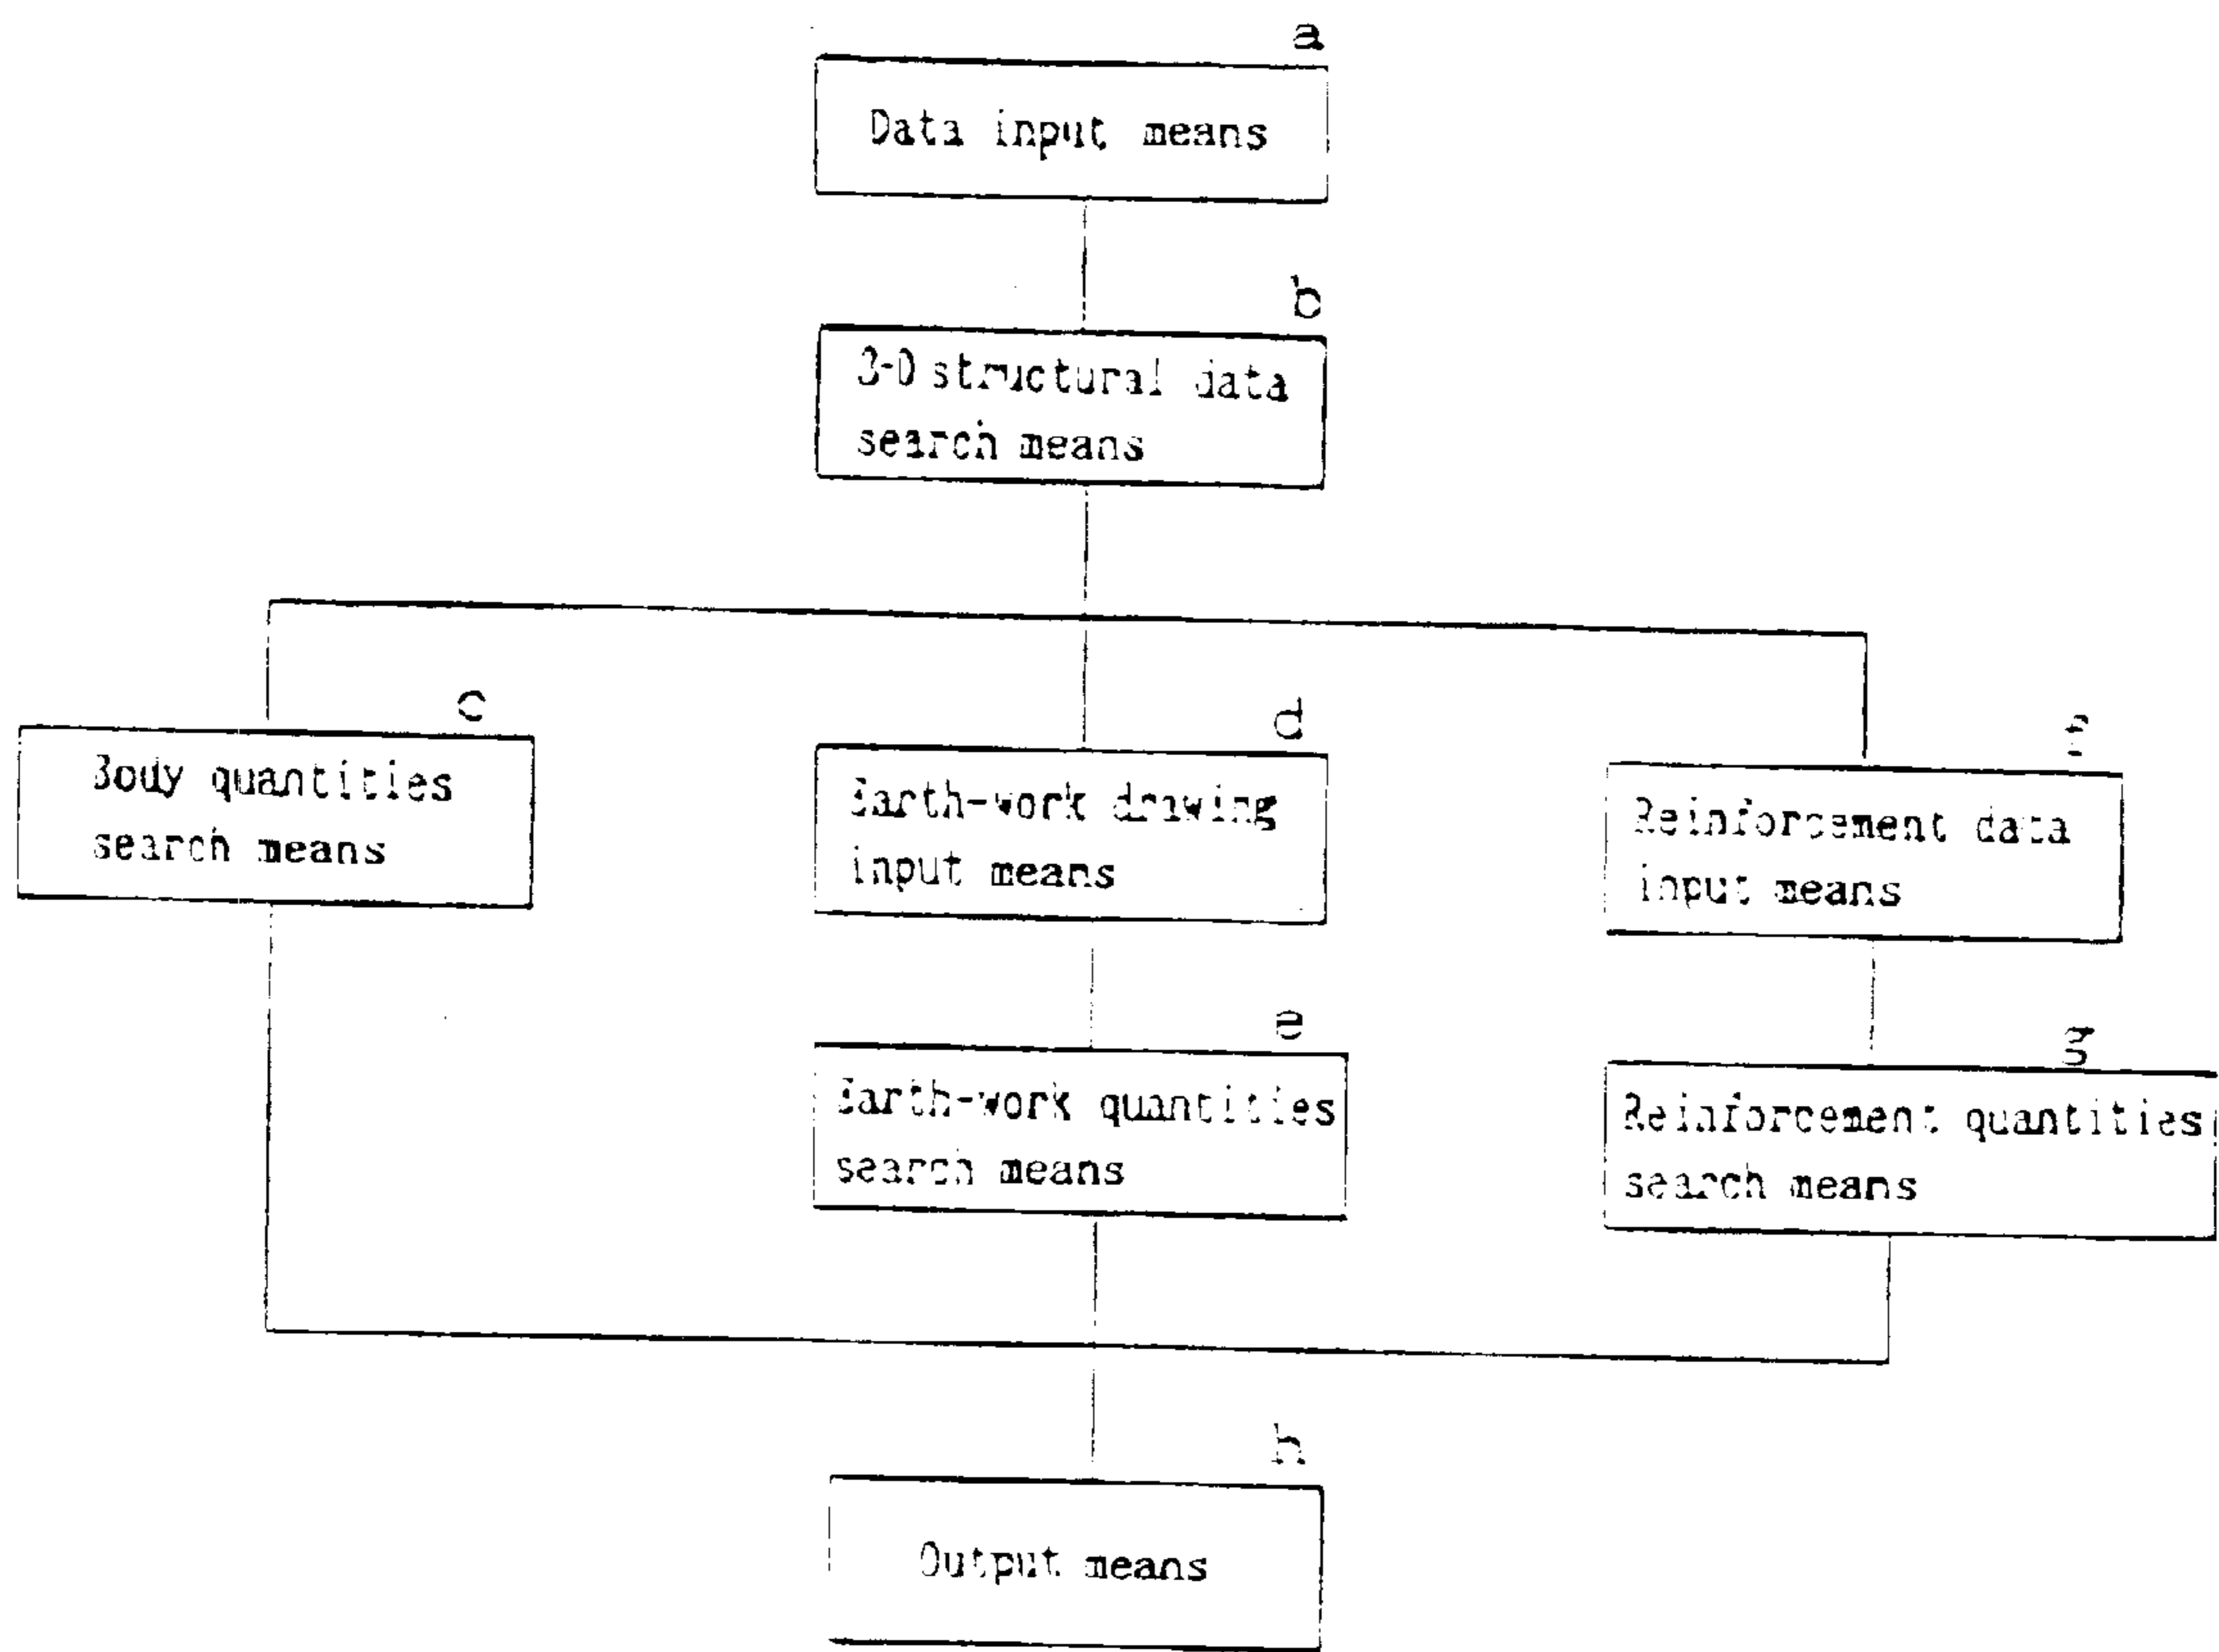 a
Data input means
b
3-D structural data
search means
c
Body quantities
search means
d
Earth-work drawing
input means
f
Reinforcement data
input means
e
Earth-work quantities
search means
g
Reinforcement quantities
search means
h
Output means